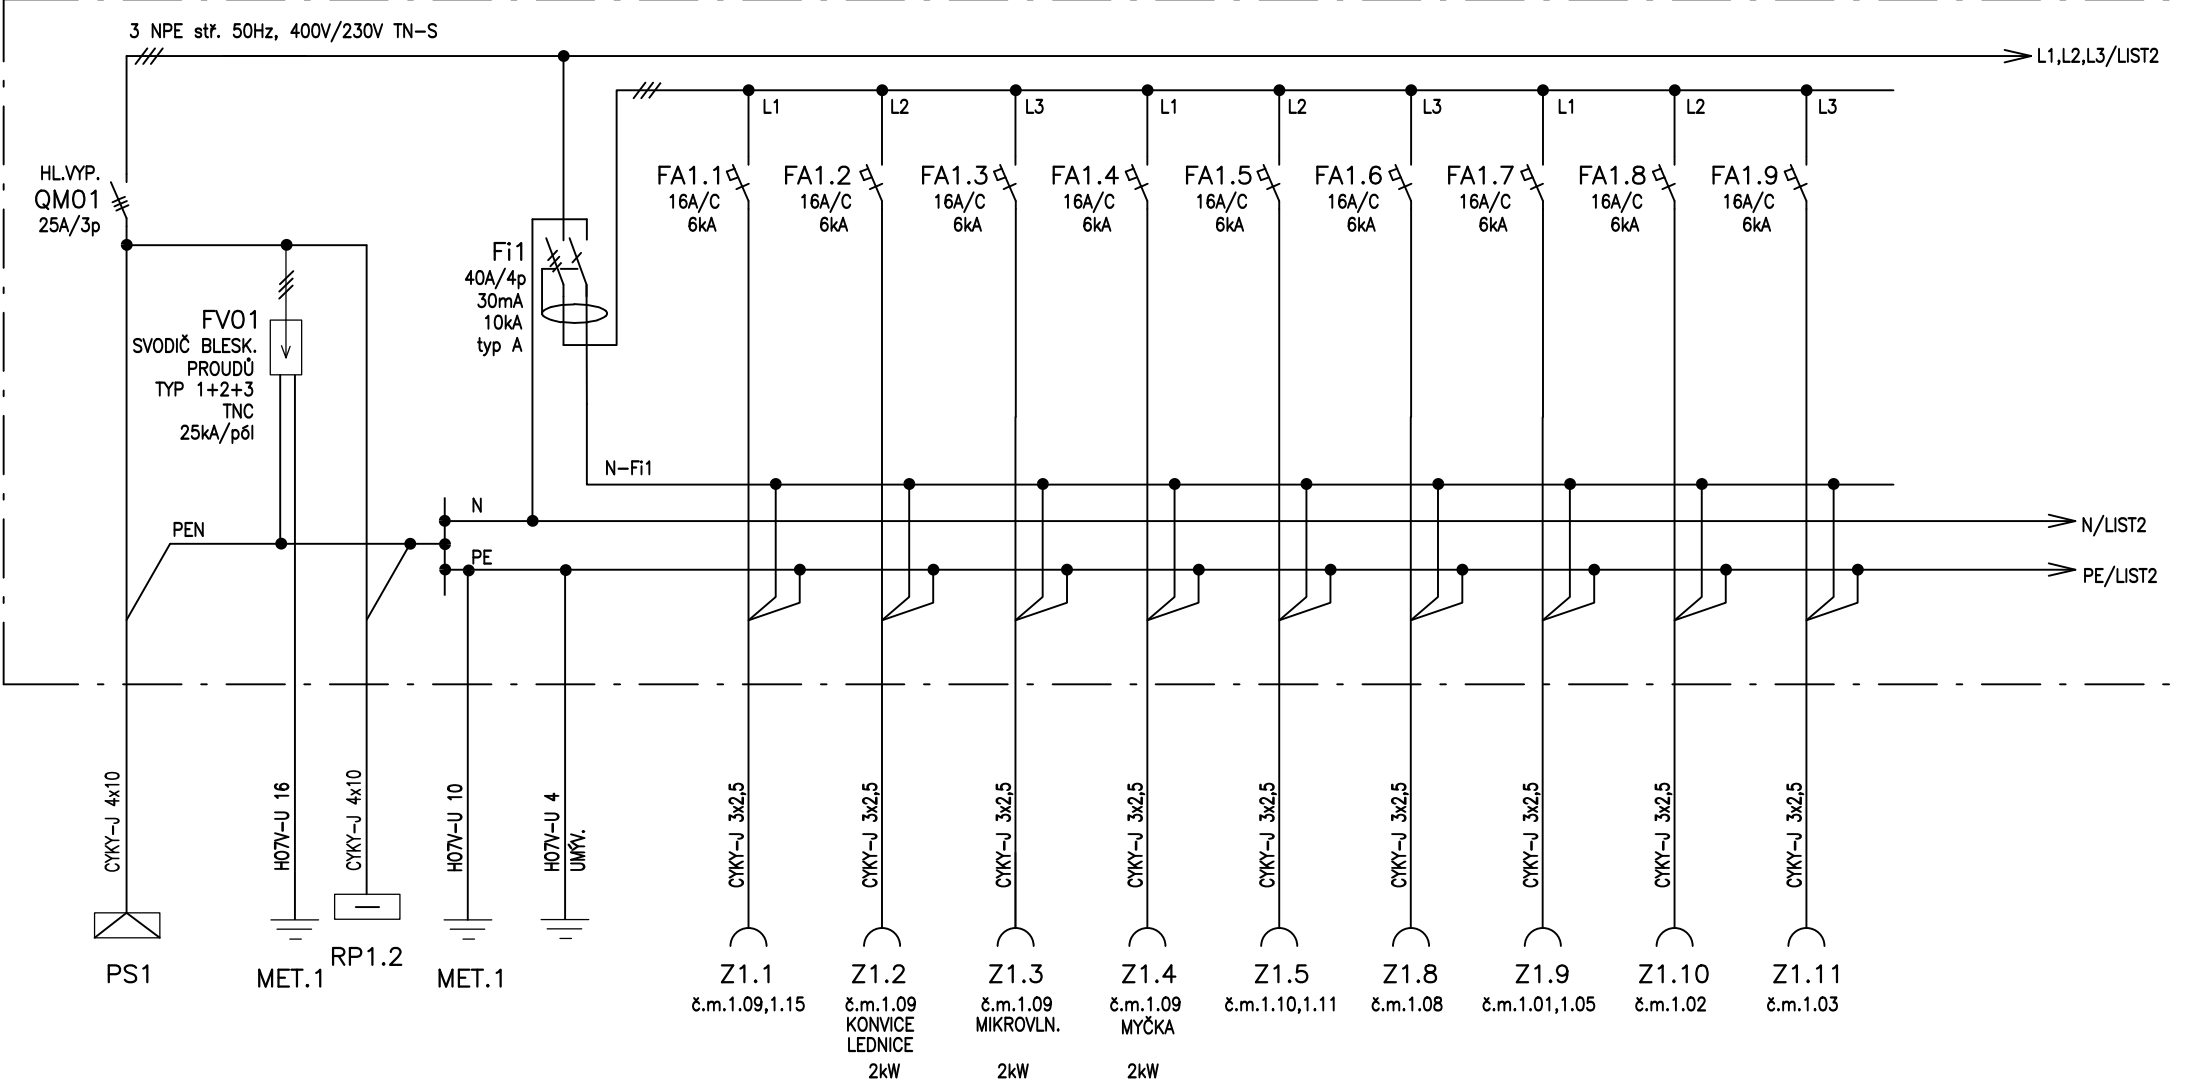 3 NPE stř. 50Hz, 400V/230V TN-S
L1,L2,L3/LIST2
L1
L2
L3
L1
L2
L3
L1
L2
L3
HL.VYP.
QM01
25A/3p
FA1.1
16A/C
6kA
FA1.2
16A/C
6kA
FA1.3
16A/C
6kA
FA1.4
16A/C
6kA
FA1.5
16A/C
6kA
FA1.6
16A/C
6kA
FA1.7
16A/C
6kA
FA1.8
16A/C
6kA
FA1.9
16A/C
6kA
Fi1
40A/4p
30mA
10kA
typ A
FV01
SVODIČ BLESK.
PROUDŮ
TYP 1+2+3
TNC
25kA/pól
N-Fi1
N
N/LIST2
PEN
PE
PE/LIST2
CYKY-J 4x10
H07V-U 16
CYKY-J 4x10
H07V-U 10
H07V-U 4
UMÝV.
CYKY-J 3x2,5
CYKY-J 3x2,5
CYKY-J 3x2,5
CYKY-J 3x2,5
CYKY-J 3x2,5
CYKY-J 3x2,5
CYKY-J 3x2,5
CYKY-J 3x2,5
CYKY-J 3x2,5
PS1
MET.1
RP1.2
MET.1
Z1.1
č.m.1.09,1.15
Z1.2
č.m.1.09
KONVICE
LEDNICE
2kW
Z1.3
č.m.1.09
MIKROVLN.
2kW
Z1.4
č.m.1.09
MYČKA
2kW
Z1.5
č.m.1.10,1.11
Z1.8
č.m.1.08
Z1.9
č.m.1.01,1.05
Z1.10
č.m.1.02
Z1.11
č.m.1.03